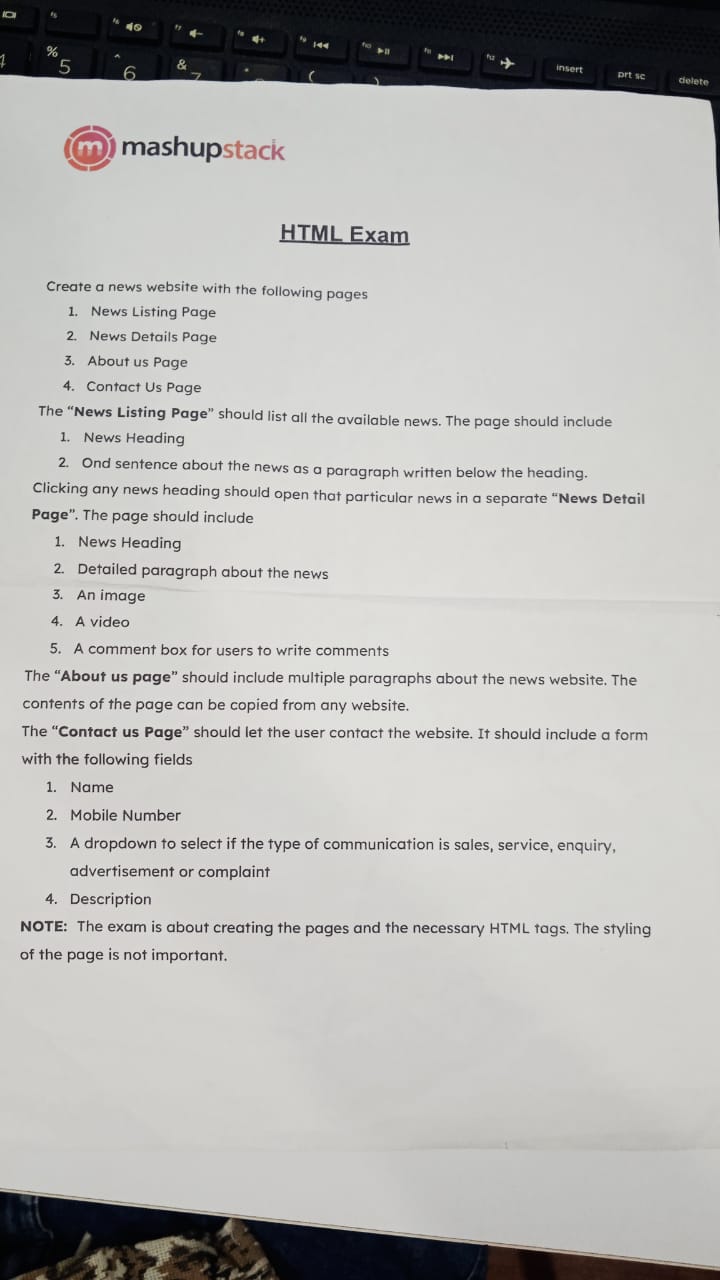 f5 f6 f7 f8 f9 f10 f11 f12 insert prt sc delete
4 % 5 ^ 6 & 7 * ( )
mashupstack
HTML Exam
Create a news website with the following pages
1. News Listing Page
2. News Details Page
3. About us Page
4. Contact Us Page
The “News Listing Page” should list all the available news. The page should include
1. News Heading
2. Ond sentence about the news as a paragraph written below the heading.
Clicking any news heading should open that particular news in a separate “News Detail
Page”. The page should include
1. News Heading
2. Detailed paragraph about the news
3. An image
4. A video
5. A comment box for users to write comments
The “About us page” should include multiple paragraphs about the news website. The
contents of the page can be copied from any website.
The “Contact us Page” should let the user contact the website. It should include a form
with the following fields
1. Name
2. Mobile Number
3. A dropdown to select if the type of communication is sales, service, enquiry,
advertisement or complaint
4. Description
NOTE: The exam is about creating the pages and the necessary HTML tags. The styling
of the page is not important.